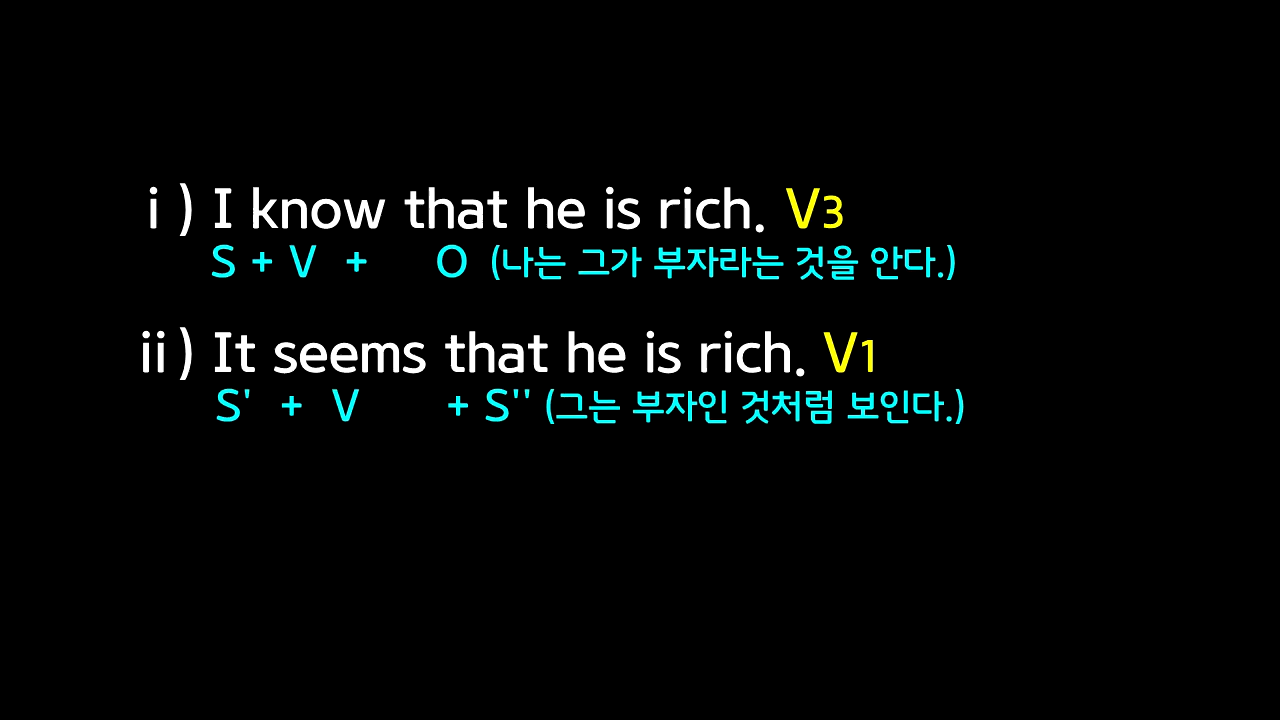 i ) I know that he is rich. V3
S + V + O (나는 그가 부자라는 것을 안다.)
ii ) It seems that he is rich. V1
S' + V + S'' (그는 부자인 것처럼 보인다.)